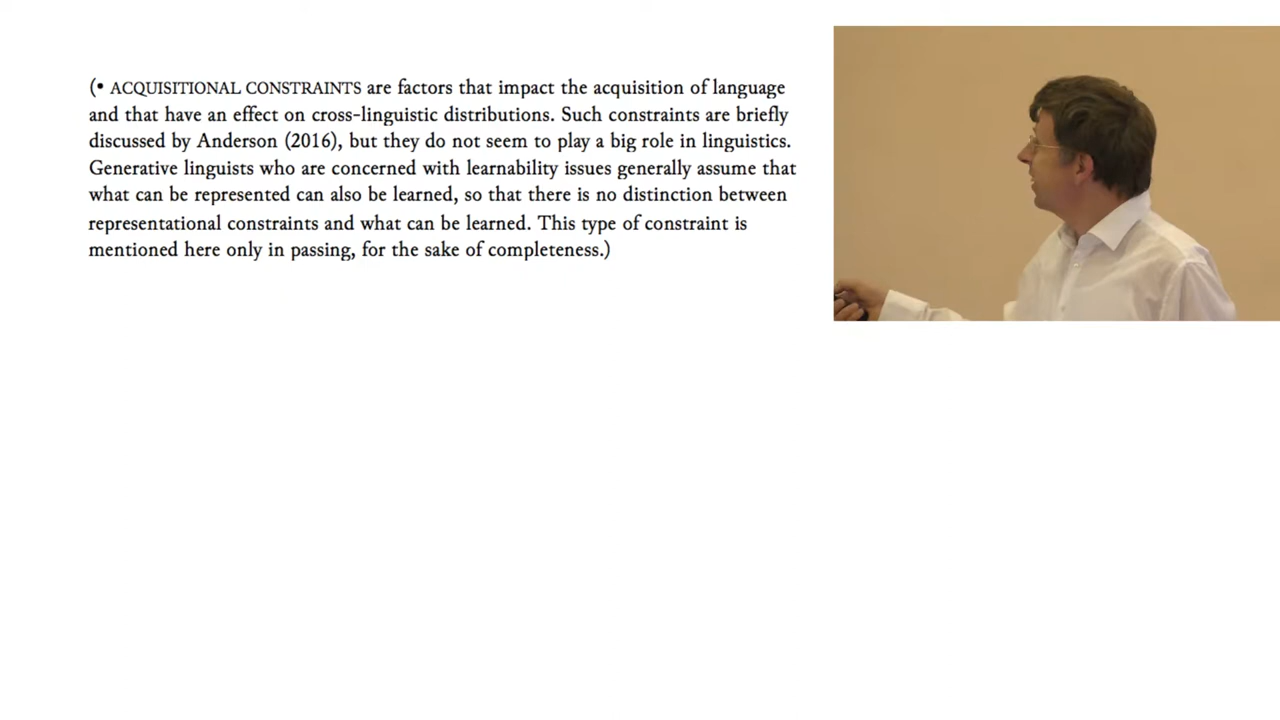 (• ACQUISITIONAL CONSTRAINTS are factors that impact the acquisition of language
and that have an effect on cross-linguistic distributions. Such constraints are briefly
discussed by Anderson (2016), but they do not seem to play a big role in linguistics.
Generative linguists who are concerned with learnability issues generally assume that
what can be represented can also be learned, so that there is no distinction between
representational constraints and what can be learned. This type of constraint is
mentioned here only in passing, for the sake of completeness.)